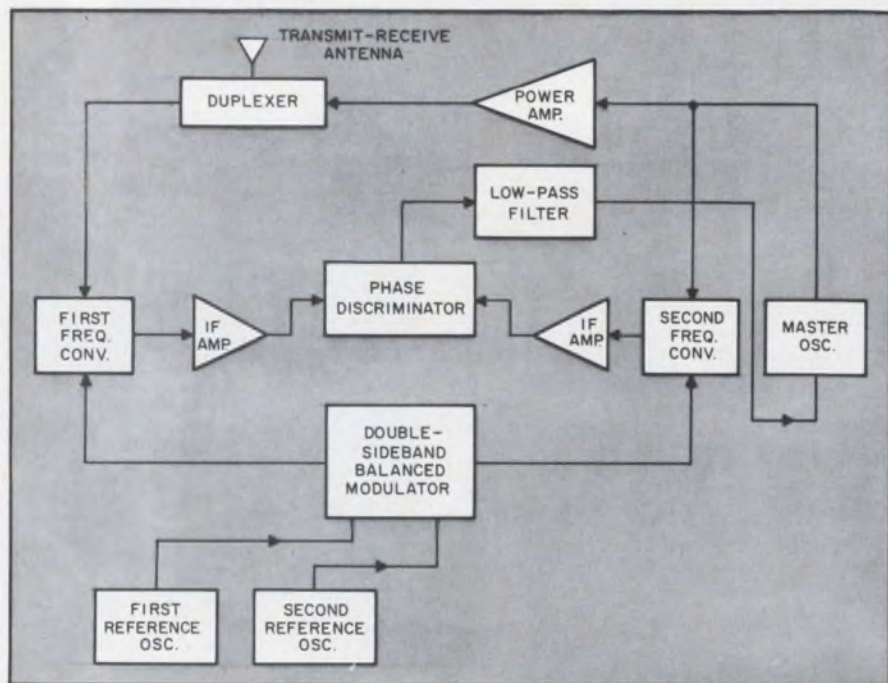 TRANSMIT-RECEIVE
ANTENNA
DUPLEXER
POWER
AMP.
LOW-PASS
FILTER
PHASE
DISCRIMINATOR
FIRST
FREQ.
CONV.
IF
AMP.
IF
AMP.
SECOND
FREQ.
CONV.
MASTER
OSC.
DOUBLE-
SIDEBAND
BALANCED
MODULATOR
FIRST
REFERENCE
OSC.
SECOND
REFERENCE
OSC.